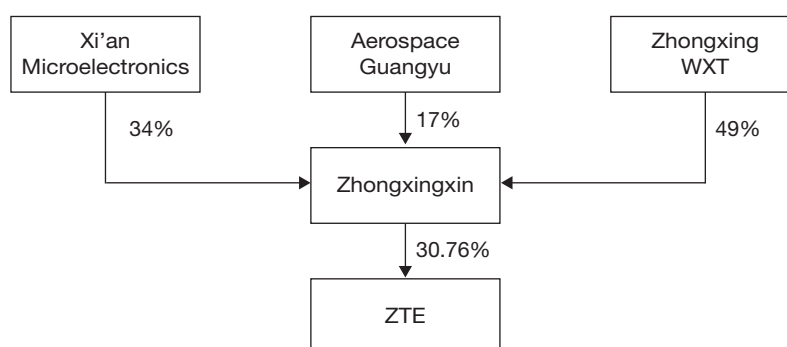 Xi’an
Microelectronics
Aerospace
Guangyu
Zhongxing
WXT
34%
17%
49%
Zhongxingxin
30.76%
ZTE